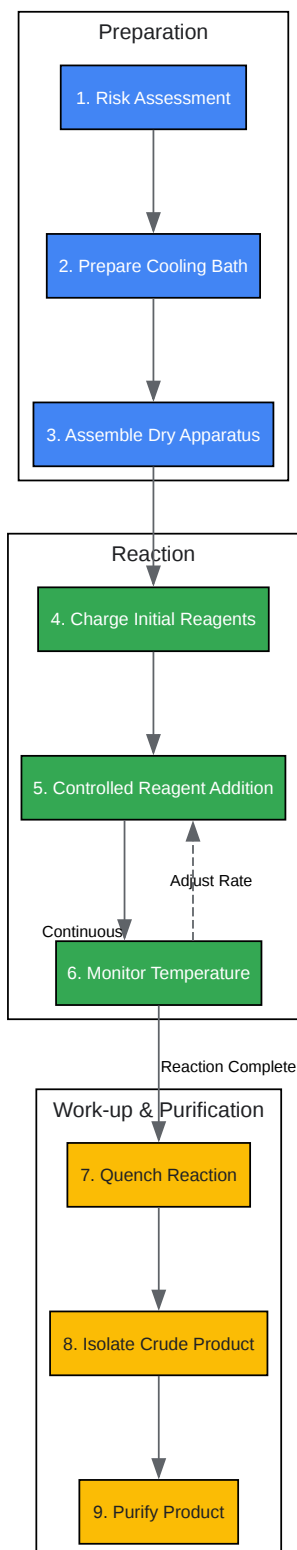 Preparation
1. Risk Assessment
2. Prepare Cooling Bath
3. Assemble Dry Apparatus
Reaction
4. Charge Initial Reagents
5. Controlled Reagent Addition
Adjust Rate
Continuous
6. Monitor Temperature
Reaction Complete
Work-up & Purification
7. Quench Reaction
8. Isolate Crude Product
9. Purify Product